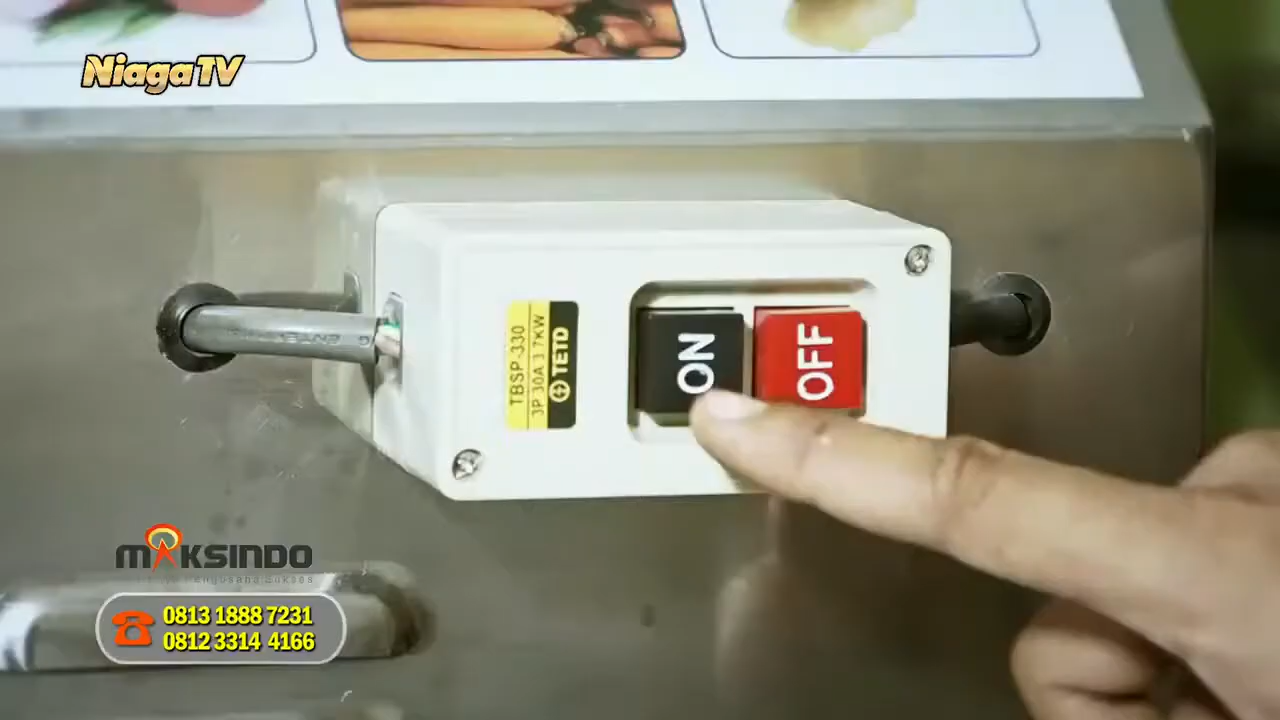 NiagaTV
TBSP-330
3P 30A 3.7KW
TETD
ON
OFF
MAKSINDO
0813 1888 7231
0812 3314 4166